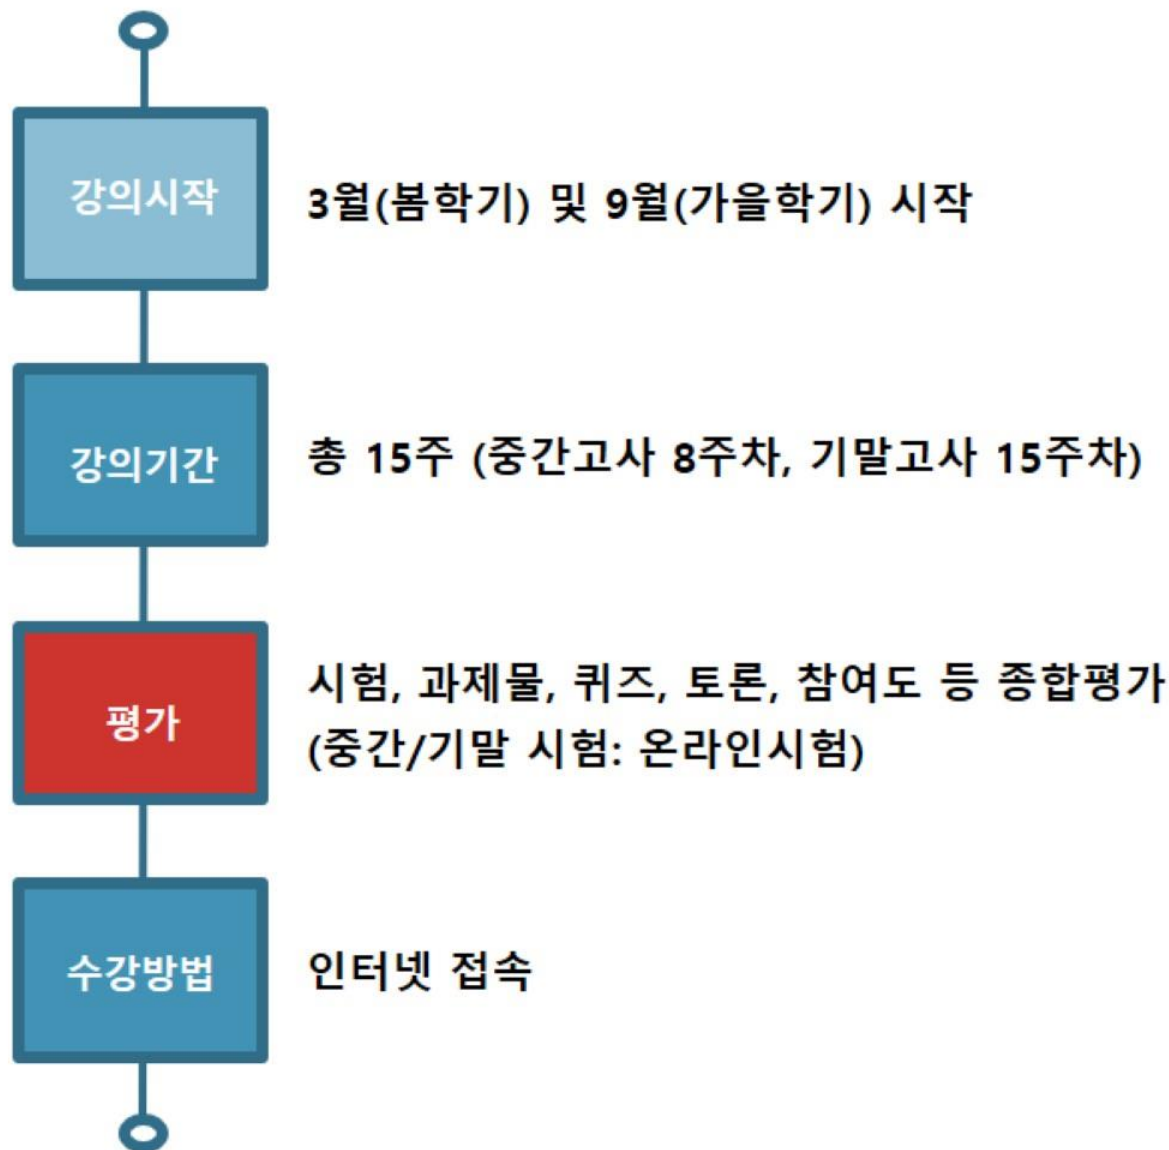 강의시작
3월(봄학기) 및 9월(가을학기) 시작
강의기간
총 15주 (중간고사 8주차, 기말고사 15주차)
평가
시험, 과제물, 퀴즈, 토론, 참여도 등 종합평가
(중간/기말 시험: 온라인시험)
수강방법
인터넷 접속